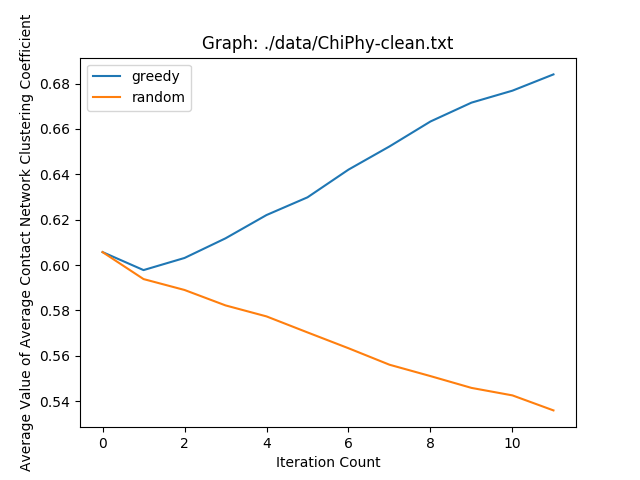 Graph: ./data/ChiPhy-clean.txt
greedy
random
Average Value of Average Contact Network Clustering Coefficient
0.68
0.66
0.64
0.62
0.60
0.58
0.56
0.54
0 2 4 6 8 10
Iteration Count